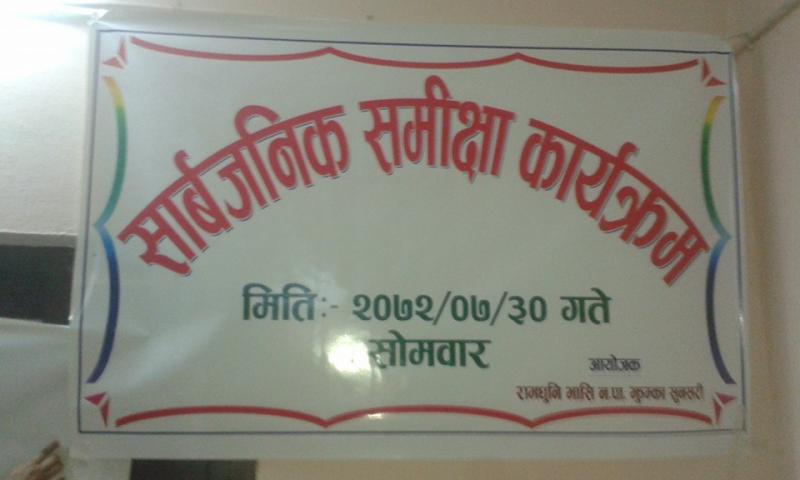 सार्बजनिक समीक्षा कार्यक्रम
मितिः- २०७२/०७/३० गते
सोमवार
आयोजक
रामधुनि भासि न.पा. झुम्का सुनसरी